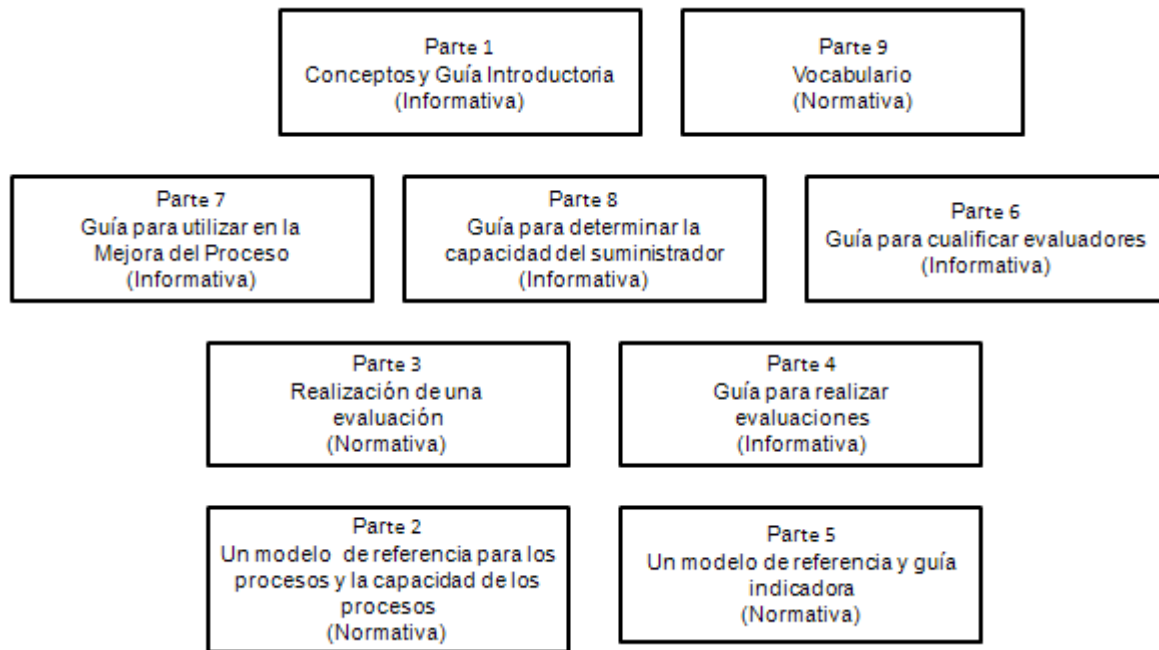 Parte 1
Conceptos y Guía Introductoria
(Informativa)
Parte 9
Vocabulario
(Normativa)
Parte 7
Guía para utilizar en la
Mejora del Proceso
(Informativa)
Parte 8
Guía para determinar la
capacidad del suministrador
(Informativa)
Parte 6
Guía para cualificar evaluadores
(Informativa)
Parte 3
Realización de una
evaluación
(Normativa)
Parte 4
Guía para realizar
evaluaciones
(Informativa)
Parte 2
Un modelo de referencia para los
procesos y la capacidad de los
procesos
(Normativa)
Parte 5
Un modelo de referencia y guía
indicadora
(Normativa)